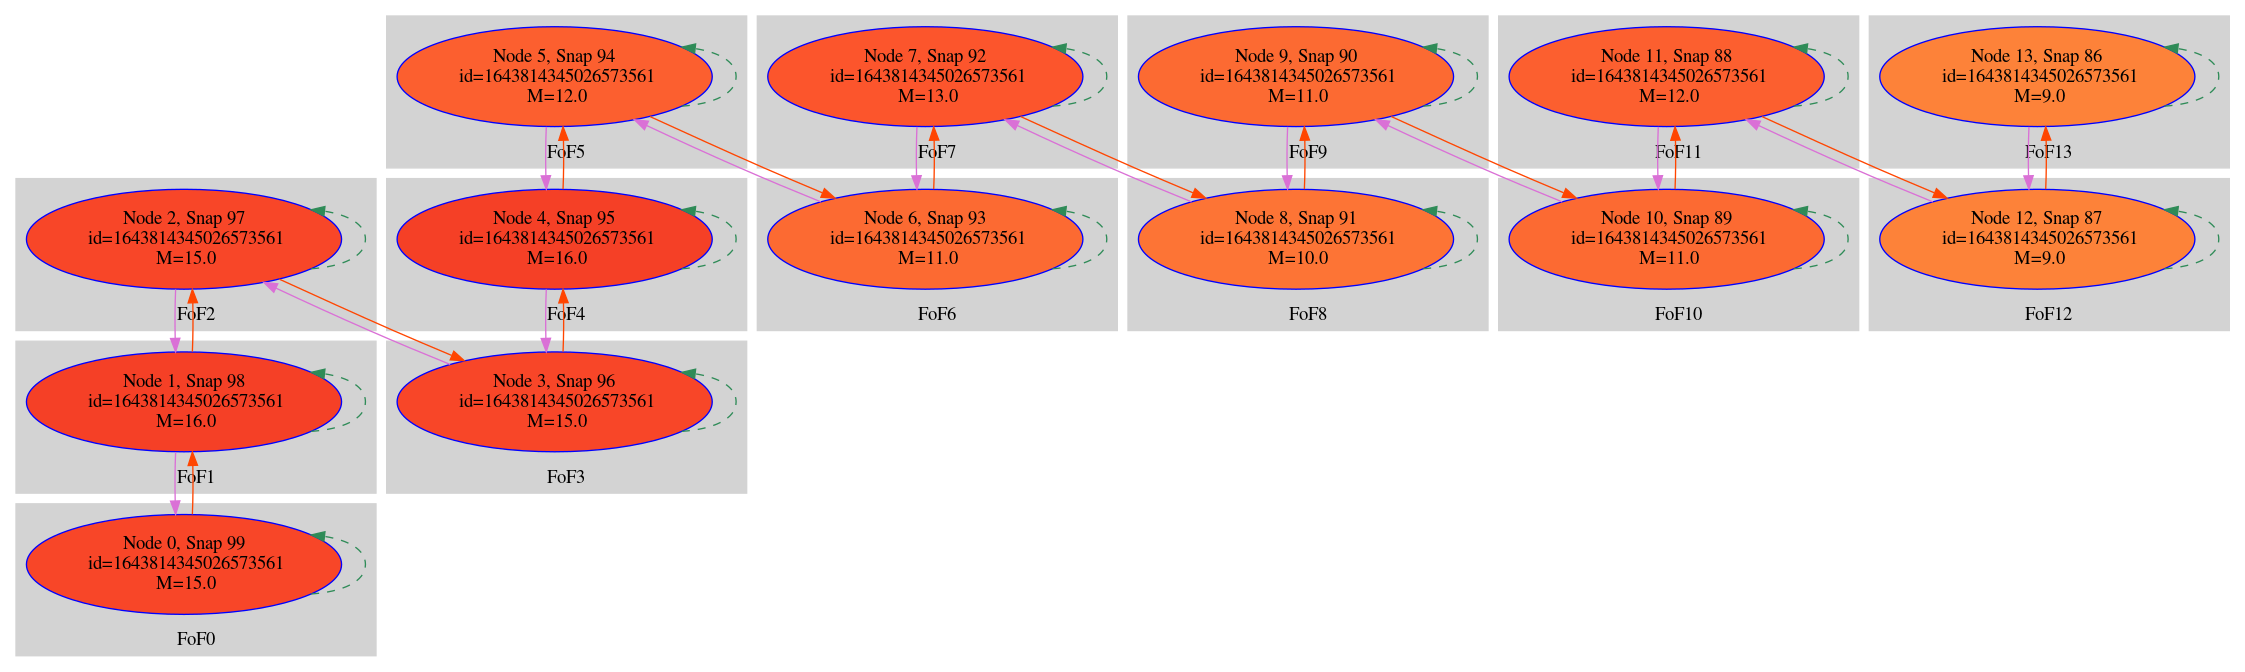 Node 5, Snap 94
id=1643814345026573561
M=12.0
FoF5
Node 7, Snap 92
id=1643814345026573561
M=13.0
FoF7
Node 9, Snap 90
id=1643814345026573561
M=11.0
FoF9
Node 11, Snap 88
id=1643814345026573561
M=12.0
FoF11
Node 13, Snap 86
id=1643814345026573561
M=9.0
FoF13
Node 2, Snap 97
id=1643814345026573561
M=15.0
FoF2
Node 4, Snap 95
id=1643814345026573561
M=16.0
FoF4
Node 6, Snap 93
id=1643814345026573561
M=11.0
FoF6
Node 8, Snap 91
id=1643814345026573561
M=10.0
FoF8
Node 10, Snap 89
id=1643814345026573561
M=11.0
FoF10
Node 12, Snap 87
id=1643814345026573561
M=9.0
FoF12
Node 1, Snap 98
id=1643814345026573561
M=16.0
FoF1
Node 3, Snap 96
id=1643814345026573561
M=15.0
FoF3
Node 0, Snap 99
id=1643814345026573561
M=15.0
FoF0